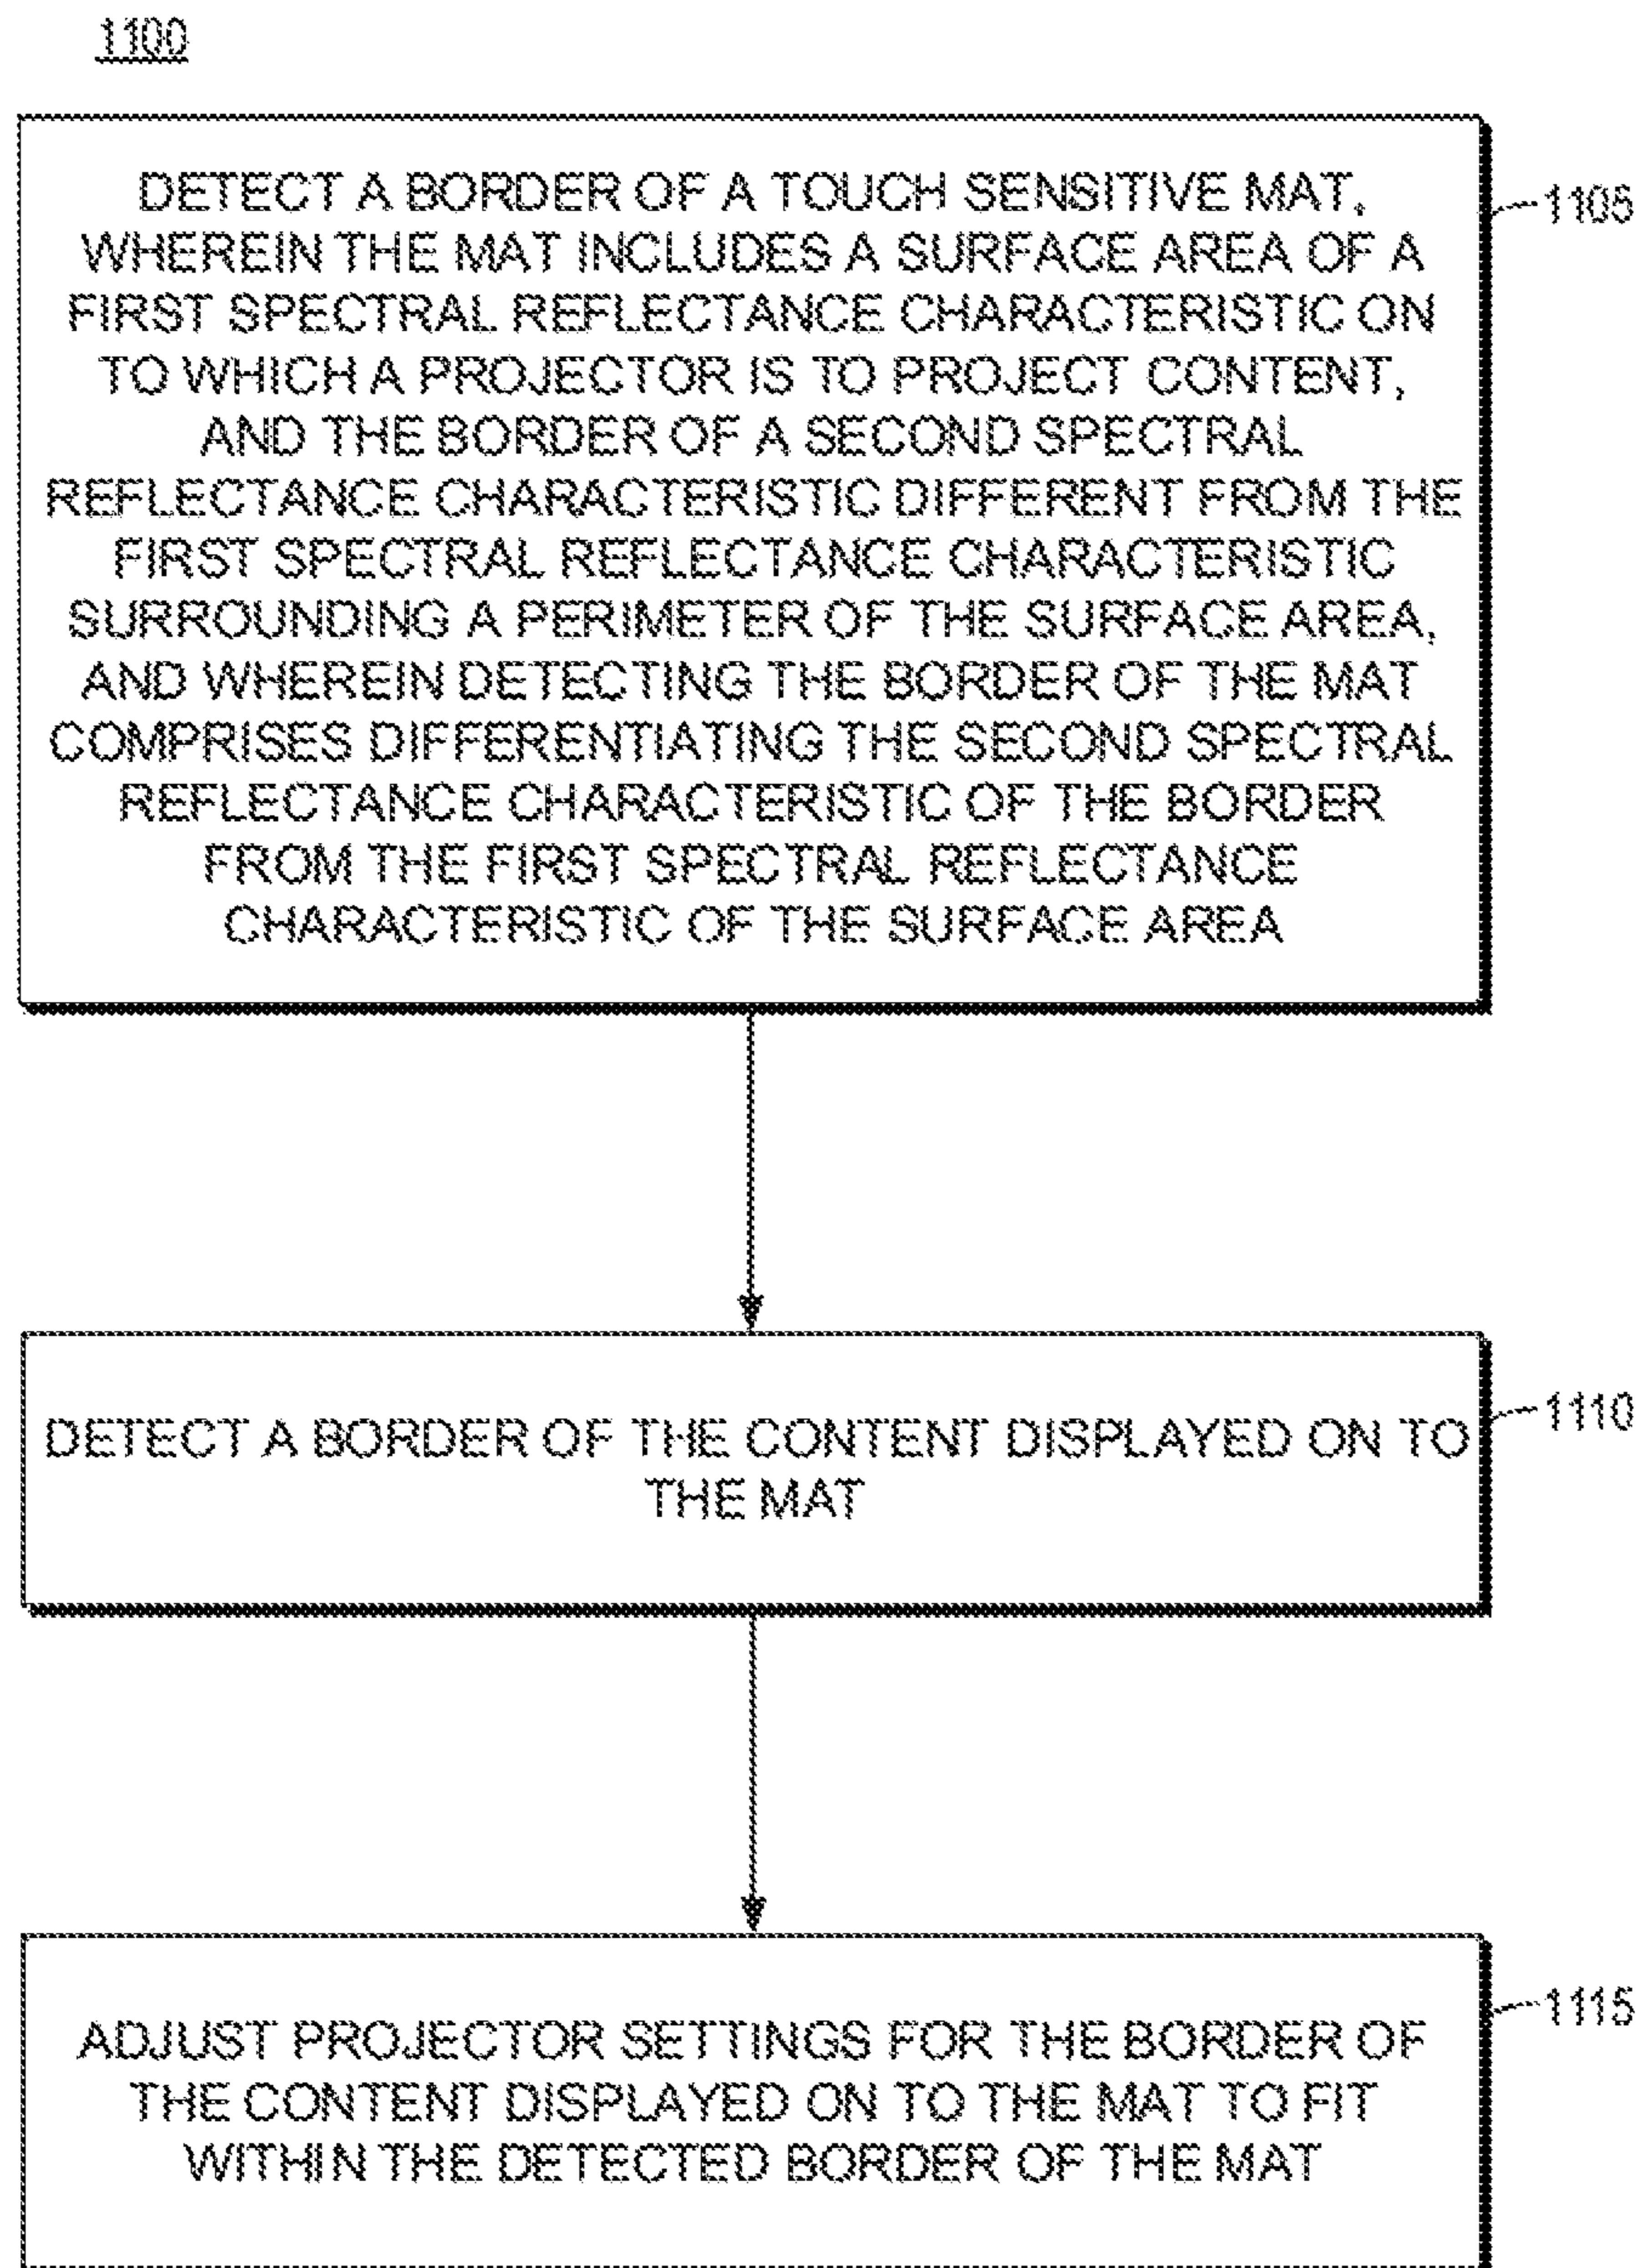 1100
DETECT A BORDER OF A TOUCH SENSITIVE MAT,
WHEREIN THE MAT INCLUDES A SURFACE AREA OF A
FIRST SPECTRAL REFLECTANCE CHARACTERISTIC ON
TO WHICH A PROJECTOR IS TO PROJECT CONTENT,
AND THE BORDER OF A SECOND SPECTRAL
REFLECTANCE CHARACTERISTIC DIFFERENT FROM THE
FIRST SPECTRAL REFLECTANCE CHARACTERISTIC
SURROUNDING A PERIMETER OF THE SURFACE AREA,
AND WHEREIN DETECTING THE BORDER OF THE MAT
COMPRISES DIFFERENTIATING THE SECOND SPECTRAL
REFLECTANCE CHARACTERISTIC OF THE BORDER
FROM THE FIRST SPECTRAL REFLECTANCE
CHARACTERISTIC OF THE SURFACE AREA
1105
DETECT A BORDER OF THE CONTENT DISPLAYED ON TO
THE MAT
1110
ADJUST PROJECTOR SETTINGS FOR THE BORDER OF
THE CONTENT DISPLAYED ON TO THE MAT TO FIT
WITHIN THE DETECTED BORDER OF THE MAT
1115